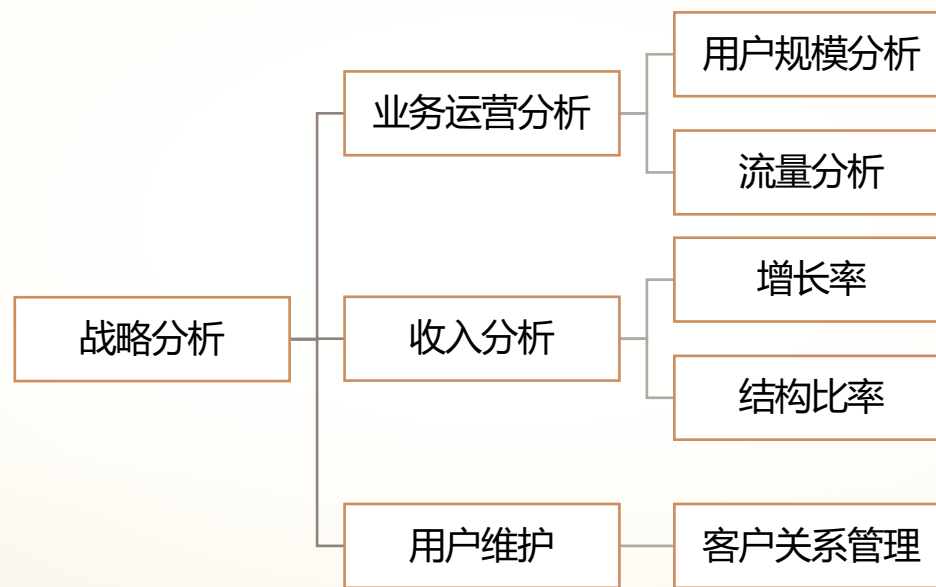 战略分析
业务运营分析
用户规模分析
流量分析
收入分析
增长率
结构比率
用户维护
客户关系管理